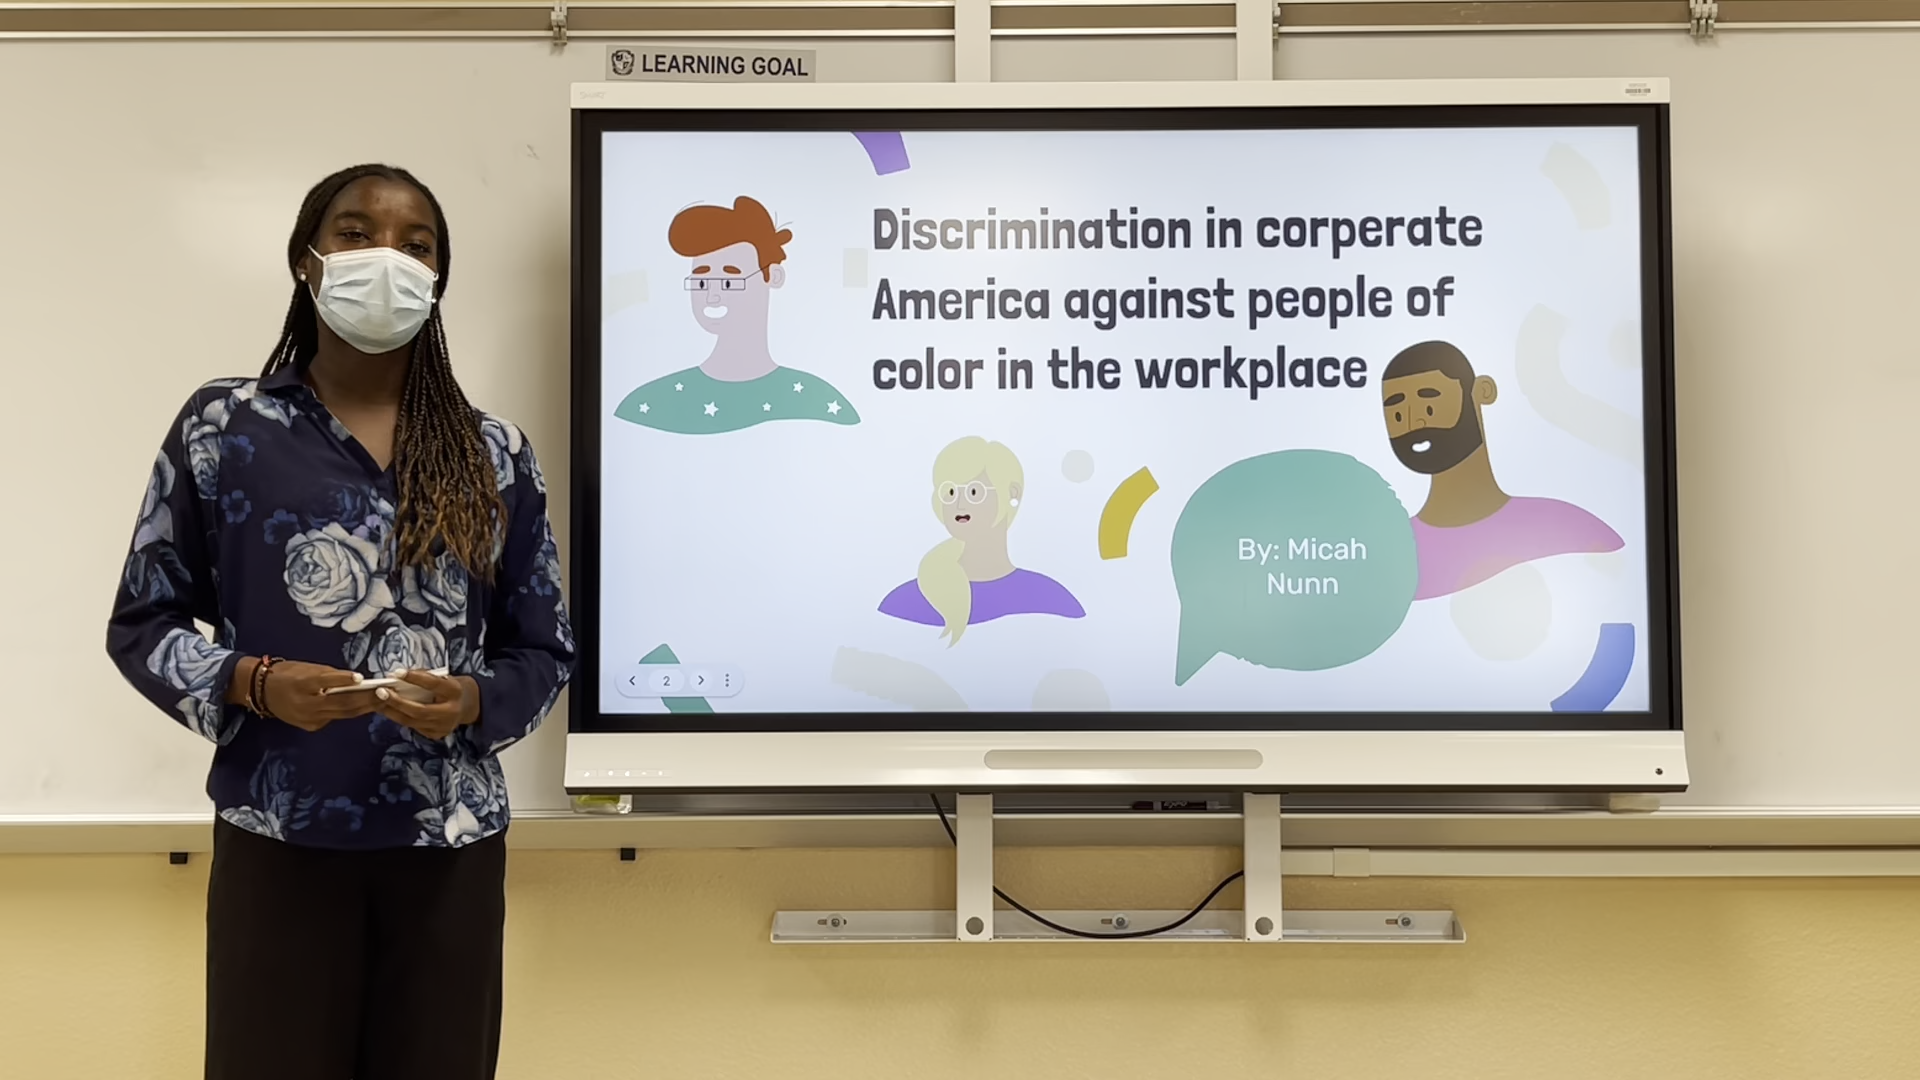 LEARNING GOAL
Discrimination in corperate
America against people of
color in the workplace
By: Micah
Nunn
2